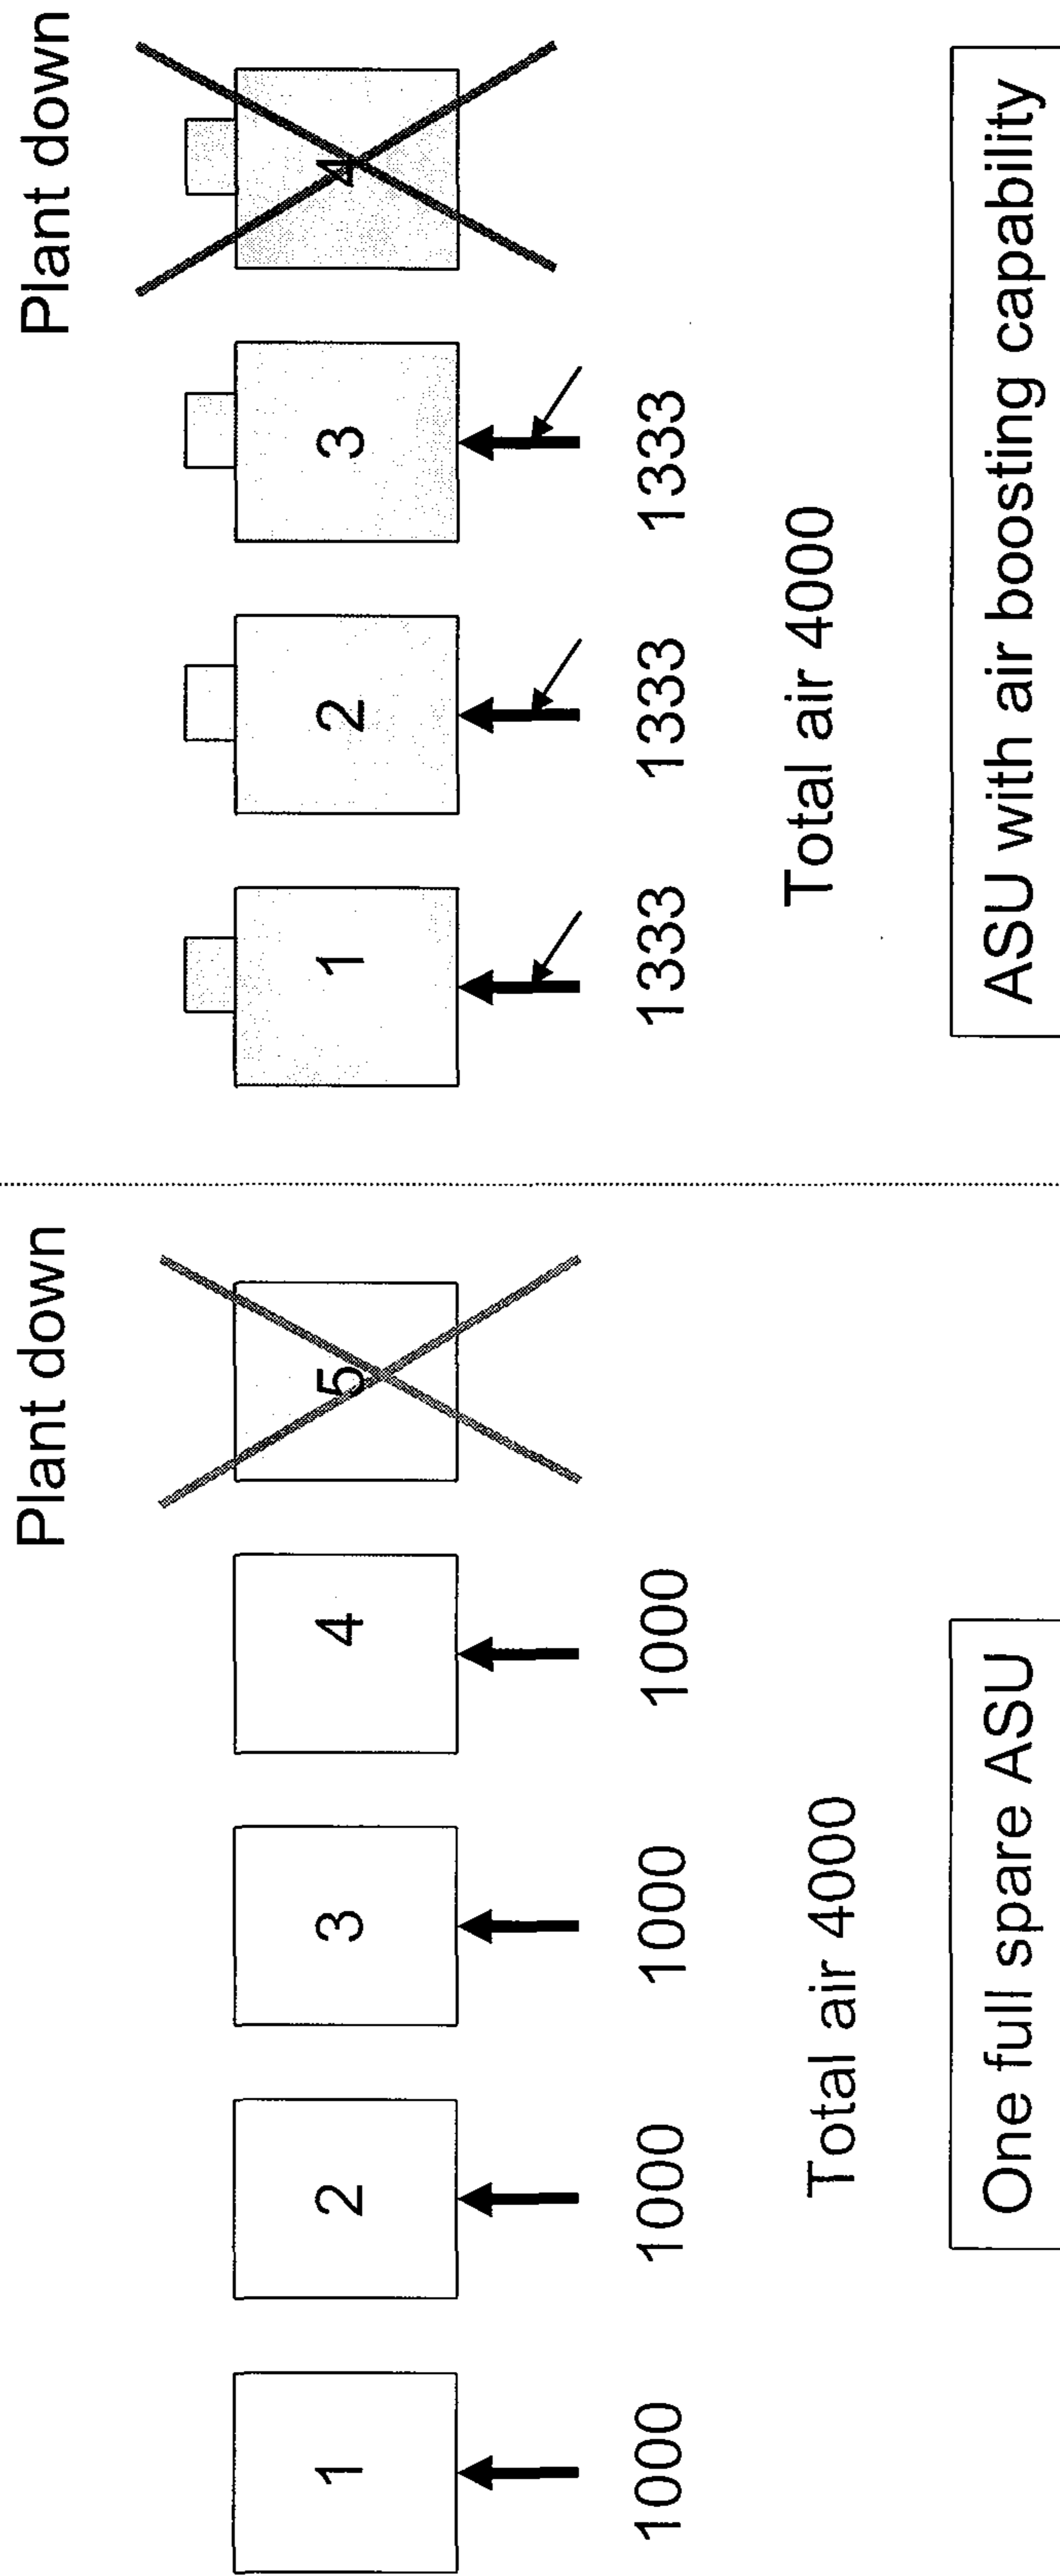 Plant down
1 2 3 4 5
1000 1000 1000 1000
Total air 4000
One full spare ASU
Plant down
1 2 3 4
1333 1333 1333
Total air 4000
ASU with air boosting capability